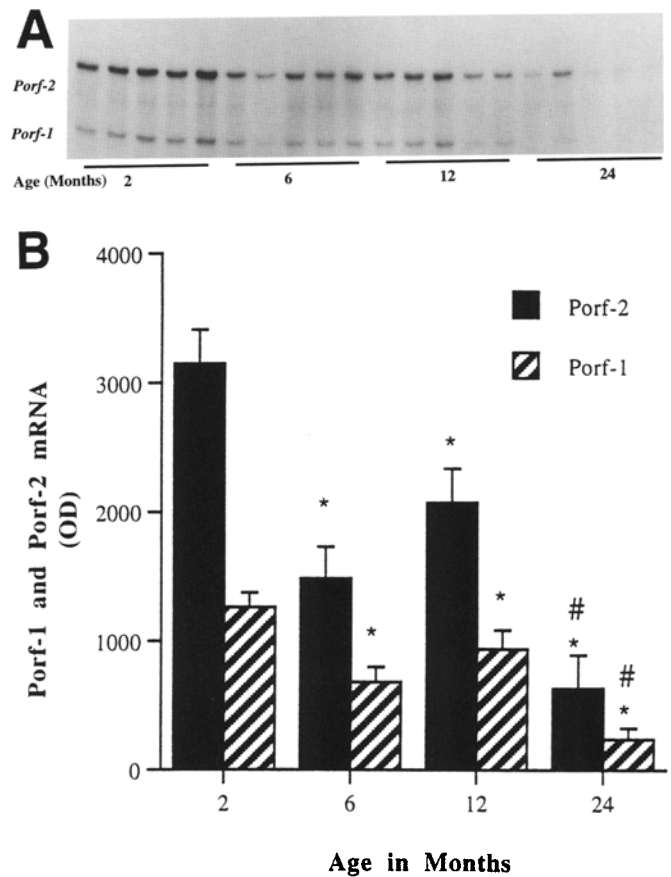 A
Porf-2
Porf-1
Age (Months) 2 6 12 24
B
Porf-1 and Porf-2 mRNA
(OD)
4000
3000
2000
1000
0
Porf-2
Porf-1
*
*
*
*
#
*
#
*
2 6 12 24
Age in Months